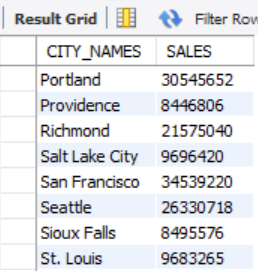 Result Grid Filter Row
CITY_NAMES SALES
Portland 30545652
Providence 8446806
Richmond 21575040
Salt Lake City 9696420
San Francisco 34539220
Seattle 26330718
Sioux Falls 8495576
St. Louis 9683265